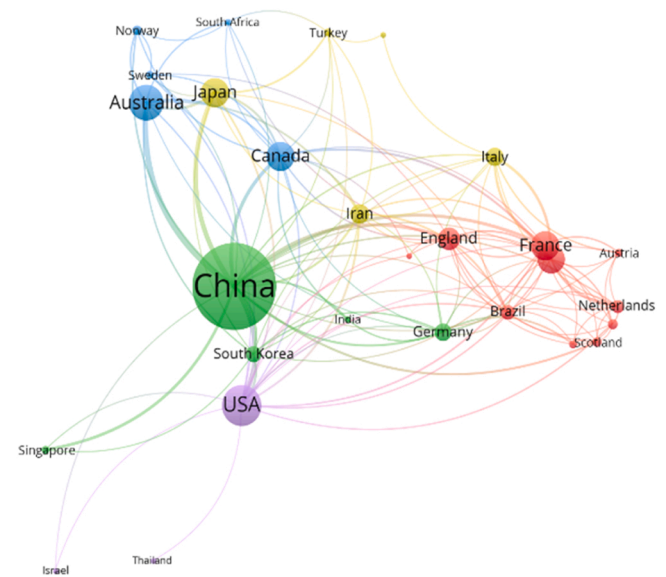 South Africa
Norway
Turkey
Sweden
Japan
Australia
Canada
Italy
Iran
England
France
Austria
China
Netherlands
Brazil
India
Germany
Scotland
South Korea
USA
Singapore
Thailand
Israel